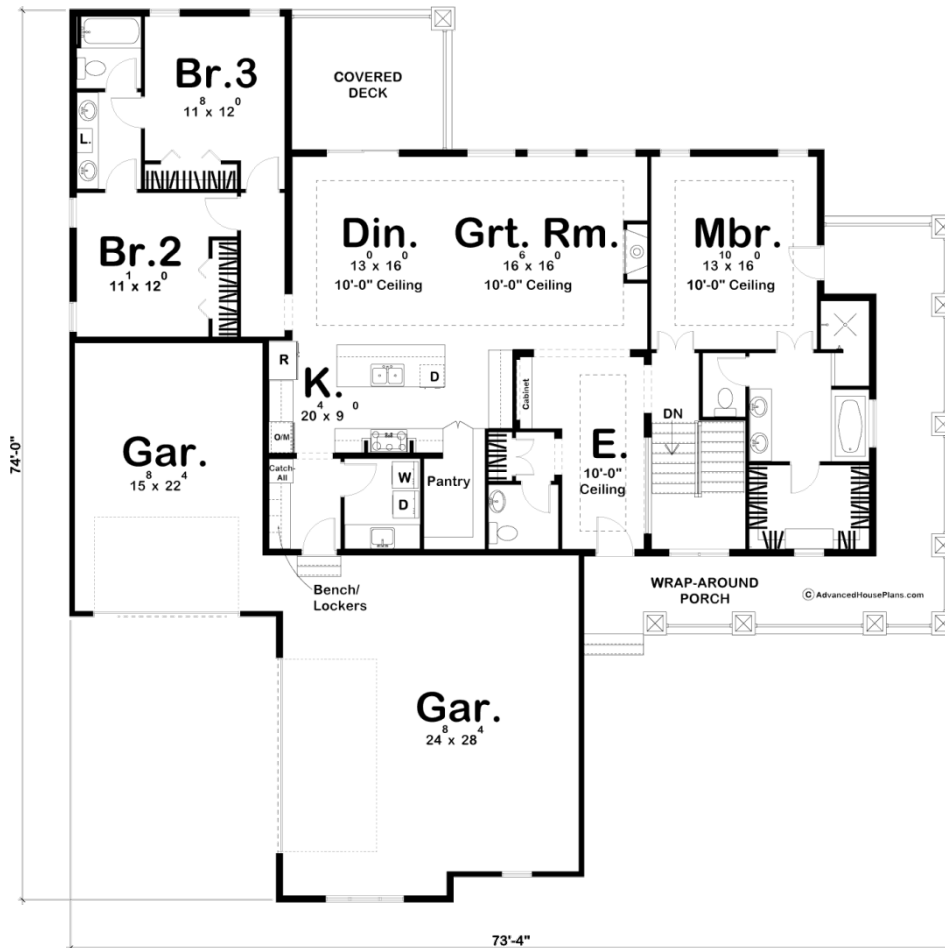 Br.3
11⁸ x 12⁰
COVERED
DECK
L.
Br.2
11¹ x 12⁰
Din.
13⁰ x 16⁰
10'-0" Ceiling
Grt. Rm.
16⁶ x 16⁰
10'-0" Ceiling
Mbr.
13¹⁰ x 16⁰
10'-0" Ceiling
R
K.
20⁴ x 9⁰
D
Cabinet
DN
O/M
Gar.
15⁸ x 22⁴
E.
10'-0"
Ceiling
Catch-
All
W
D
Pantry
Bench/
Lockers
WRAP-AROUND
PORCH
© AdvancedHousePlans.com
Gar.
24⁸ x 28⁴
74'-0"
73'-4"